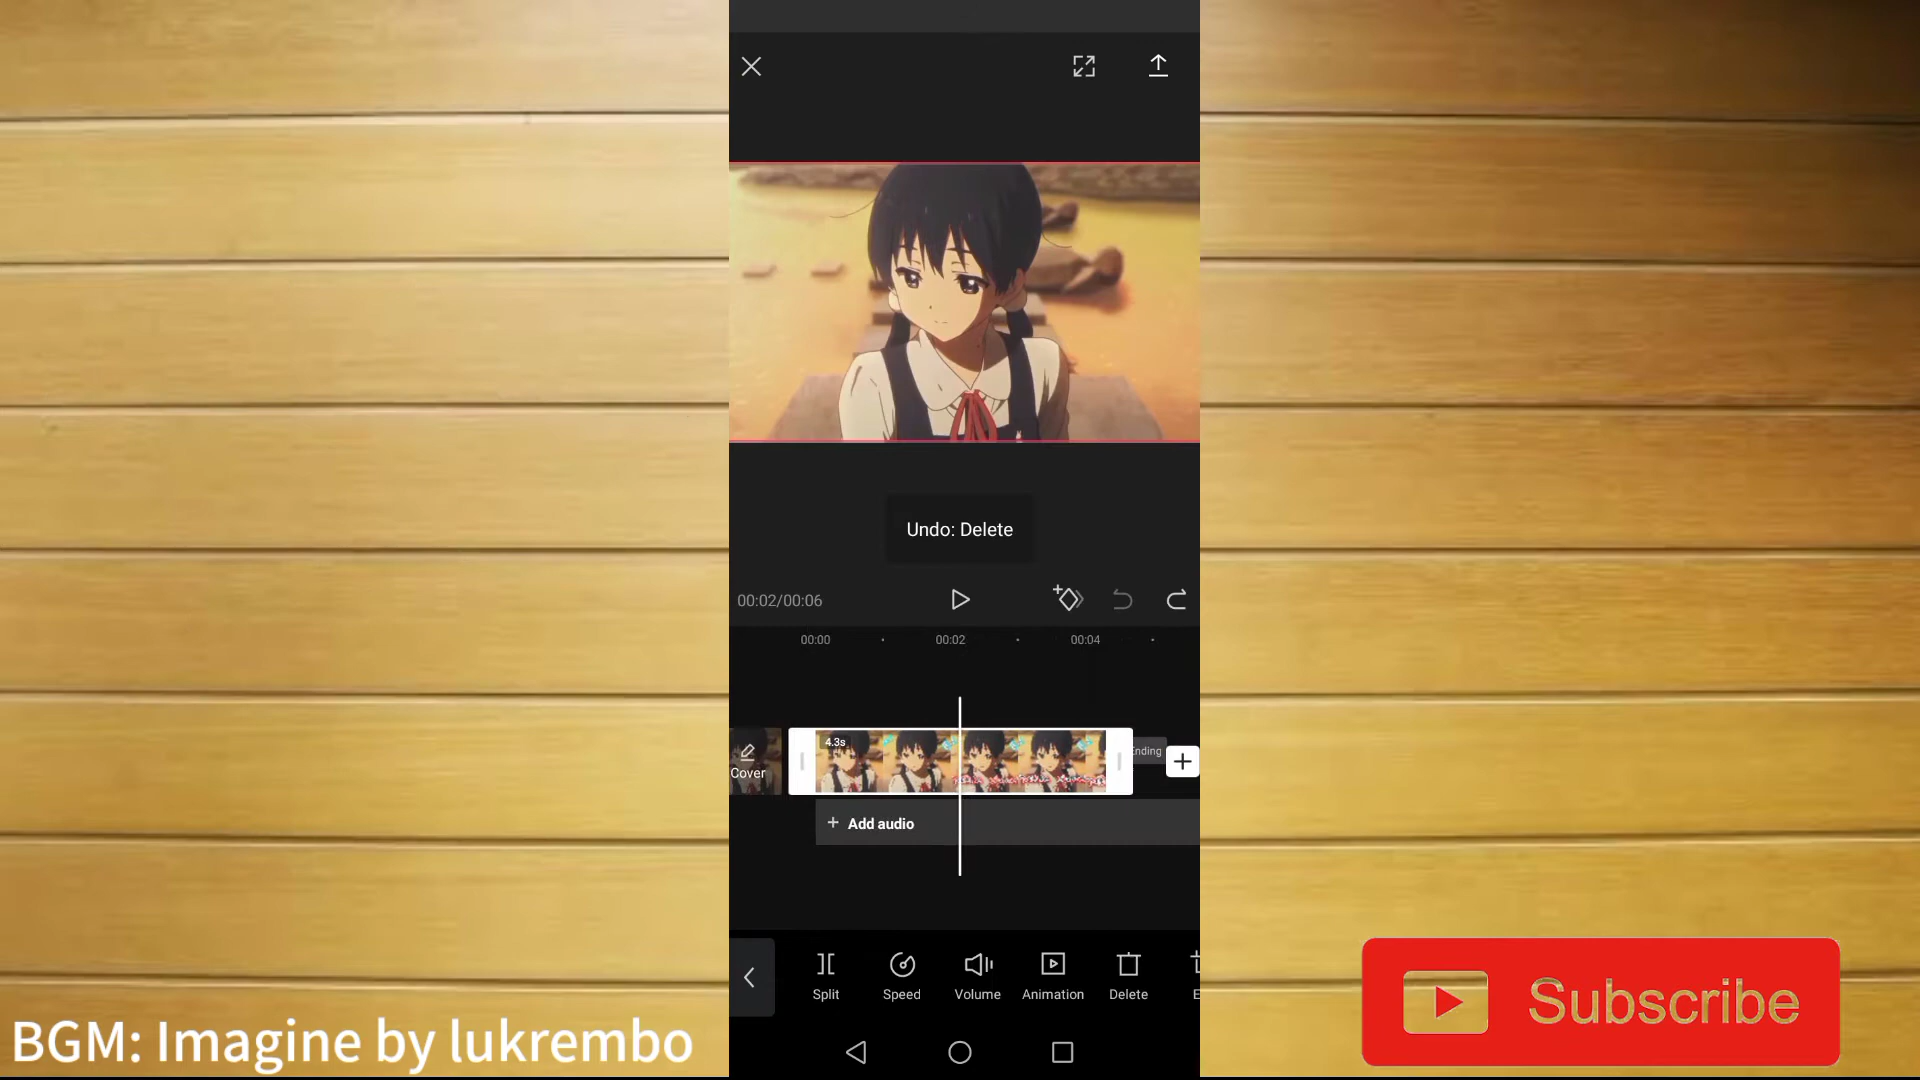 Undo: Delete
00:02/00:06
00:00
00:02
00:04
4.3s
Ending
Cover
+ Add audio
Split
Speed
Volume
Animation
Delete
E
BGM: Imagine by lukrembo
Subscribe